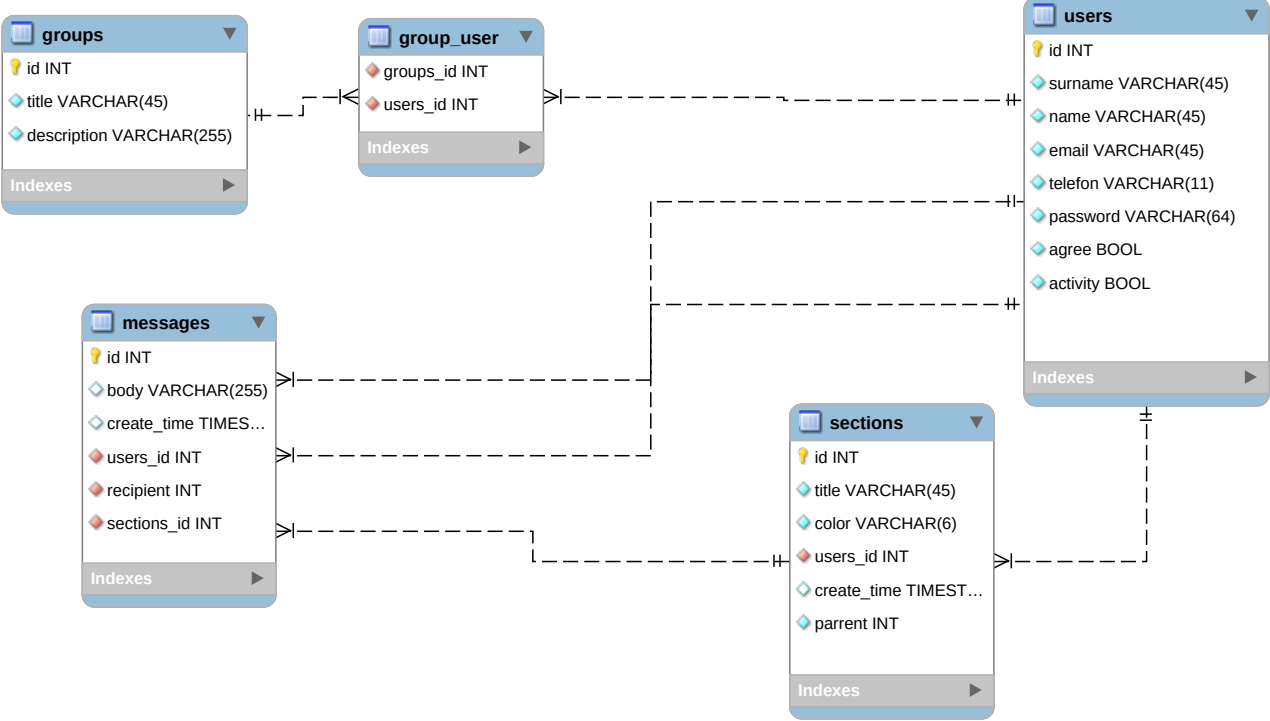 groups
id INT
title VARCHAR(45)
description VARCHAR(255)
Indexes
group_user
groups_id INT
users_id INT
Indexes
users
id INT
surname VARCHAR(45)
name VARCHAR(45)
email VARCHAR(45)
telefon VARCHAR(11)
password VARCHAR(64)
agree BOOL
activity BOOL
Indexes
messages
id INT
body VARCHAR(255)
create_time TIMES...
users_id INT
recipient INT
sections_id INT
Indexes
sections
id INT
title VARCHAR(45)
color VARCHAR(6)
users_id INT
create_time TIMEST...
parrent INT
Indexes